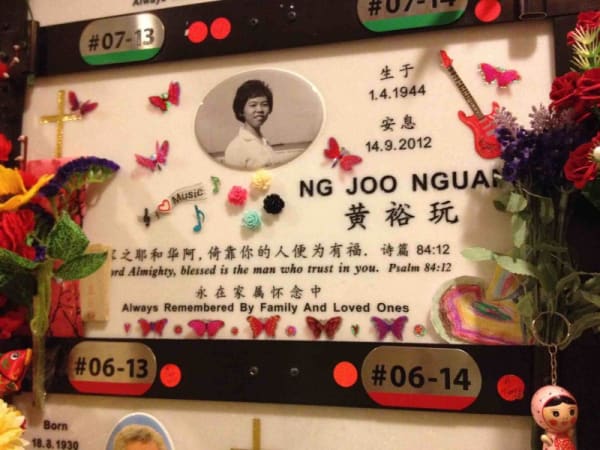 #07-13
#07-14
生于
1.4.1944
安息
14.9.2012
Music
NG JOO NGUAN
黄裕玩
之耶和华阿, 倚靠你的人便为有福. 诗篇 84:12
ord Almighty, blessed is the man who trust in you. Psalm 84:12
永在家属怀念中
Always Remembered By Family And Loved Ones
#06-13
#06-14
Born
18.8.1930